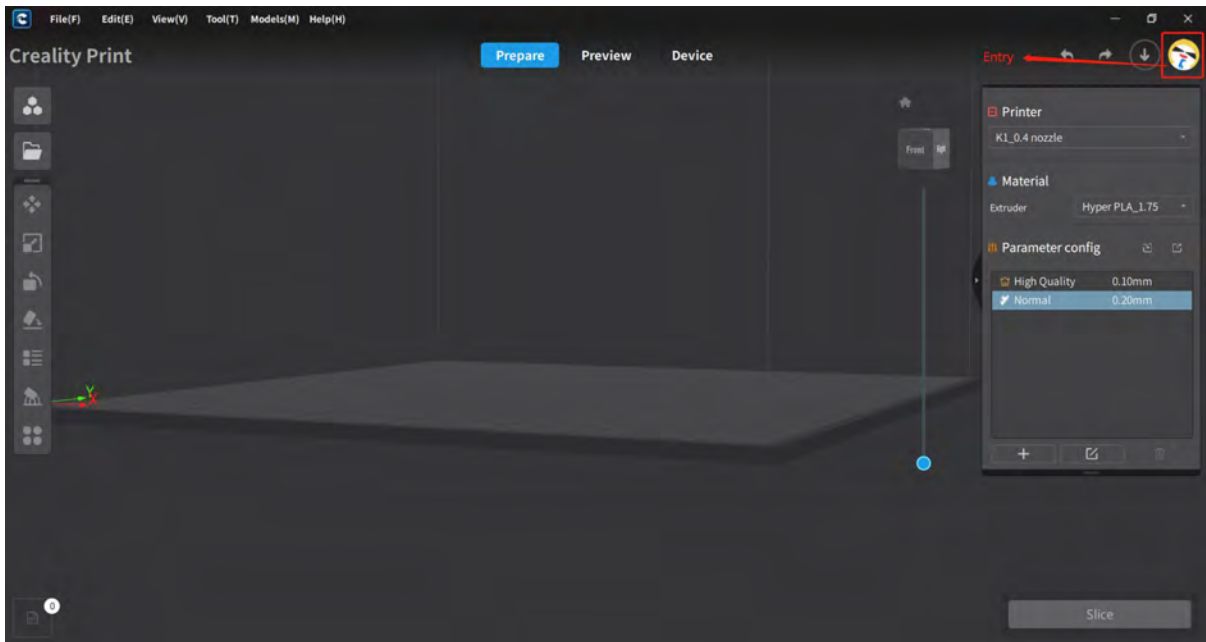 File(F) Edit(E) View(V) Tool(T) Models(M) Help(H)
Creality Print
Prepare Preview Device
Entry
Printer
K1_0.4 nozzle
Front
Material
Extruder Hyper PLA_1.75
Parameter config
High Quality 0.10mm
Normal 0.20mm
0
Slice